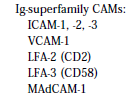 Ig-superfamily CAMs:
ICAM-1, -2, -3
VCAM-1
LFA-2 (CD2)
LFA-3 (CD58)
MAdCAM-1